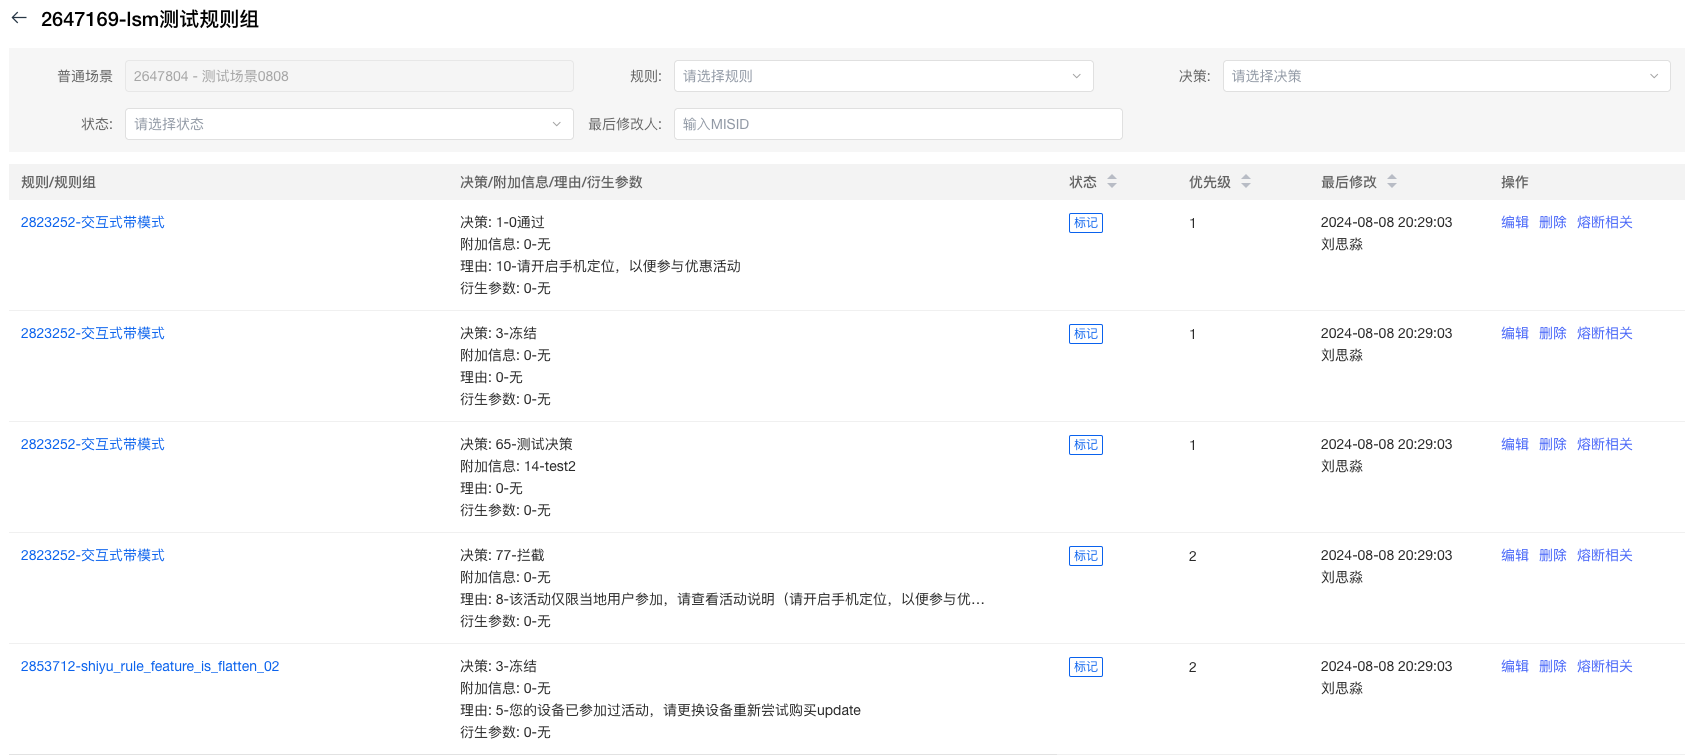 2647169-lsm测试规则组
普通场景 2647804 - 测试场景0808 规则: 请选择规则 决策: 请选择决策
状态: 请选择状态 最后修改人: 输入MISID
规则/规则组 决策/附加信息/理由/衍生参数 状态 优先级 最后修改 操作
2823252-交互式带模式 决策: 1-0通过 标记 1 2024-08-08 20:29:03 编辑 删除 熔断相关
附加信息: 0-无 刘思淼
理由: 10-请开启手机定位，以便参与优惠活动
衍生参数: 0-无
2823252-交互式带模式 决策: 3-冻结 标记 1 2024-08-08 20:29:03 编辑 删除 熔断相关
附加信息: 0-无 刘思淼
理由: 0-无
衍生参数: 0-无
2823252-交互式带模式 决策: 65-测试决策 标记 1 2024-08-08 20:29:03 编辑 删除 熔断相关
附加信息: 14-test2 刘思淼
理由: 0-无
衍生参数: 0-无
2823252-交互式带模式 决策: 77-拦截 标记 2 2024-08-08 20:29:03 编辑 删除 熔断相关
附加信息: 0-无 刘思淼
理由: 8-该活动仅限当地用户参加，请查看活动说明（请开启手机定位，以便参与优...
衍生参数: 0-无
2853712-shiyu_rule_feature_is_flatten_02 决策: 3-冻结 标记 2 2024-08-08 20:29:03 编辑 删除 熔断相关
附加信息: 0-无 刘思淼
理由: 5-您的设备已参加过活动，请更换设备重新尝试购买update
衍生参数: 0-无